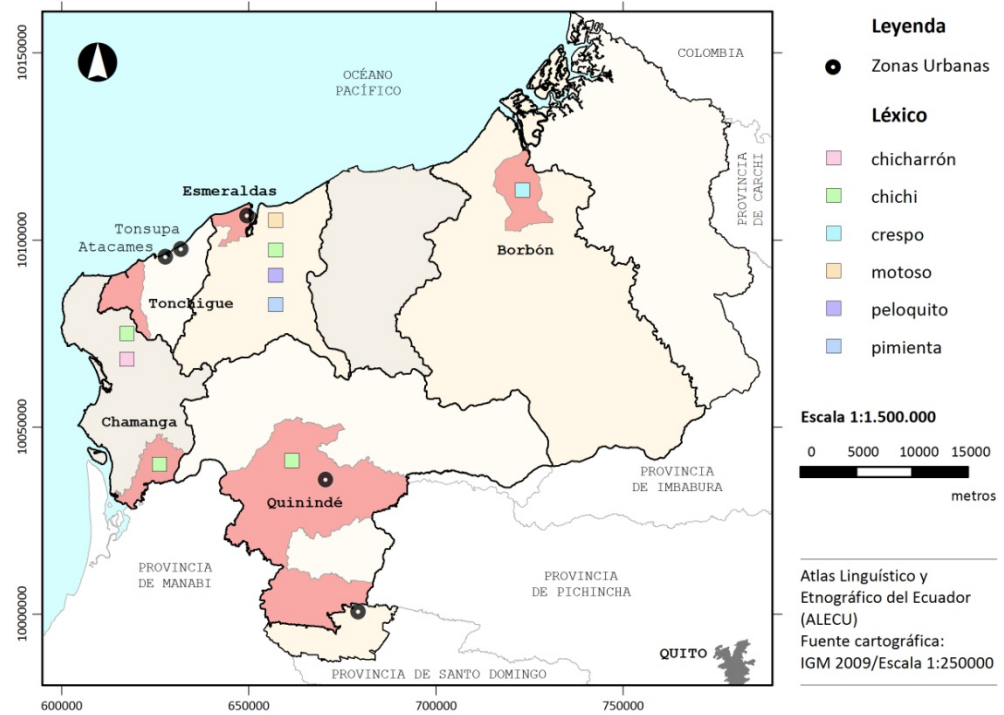 OCÉANO
PACÍFICO
COLOMBIA
PROVINCIA
DE CARCHI
Esmeraldas
Tonsupa
Atacames
Tonchigue
Borbón
Chamanga
Quinindé
PROVINCIA
DE IMBABURA
PROVINCIA
DE MANABI
PROVINCIA
DE PICHINCHA
QUITO
PROVINCIA DE SANTO DOMINGO
10150000
10100000
10050000
10000000
600000
650000
700000
750000
Leyenda
Zonas Urbanas
Léxico
chicharrón
chichi
crespo
motoso
peloquito
pimienta
Escala 1:1.500.000
0 5000 10000 15000
metros
Atlas Linguístico y
Etnográfico del Ecuador
(ALECU)
Fuente cartográfica:
IGM 2009/Escala 1:250000